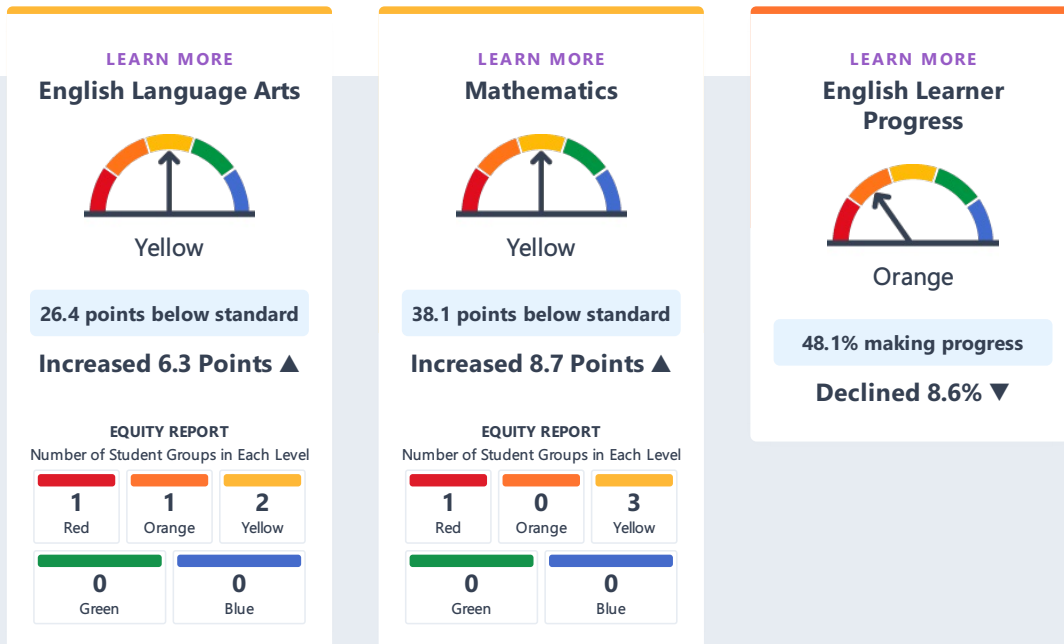 LEARN MORE
English Language Arts
Yellow
26.4 points below standard
Increased 6.3 Points ▲
EQUITY REPORT
Number of Student Groups in Each Level
1
Red
1
Orange
2
Yellow
0
Green
0
Blue
LEARN MORE
Mathematics
Yellow
38.1 points below standard
Increased 8.7 Points ▲
EQUITY REPORT
Number of Student Groups in Each Level
1
Red
0
Orange
3
Yellow
0
Green
0
Blue
LEARN MORE
English Learner
Progress
Orange
48.1% making progress
Declined 8.6% ▼